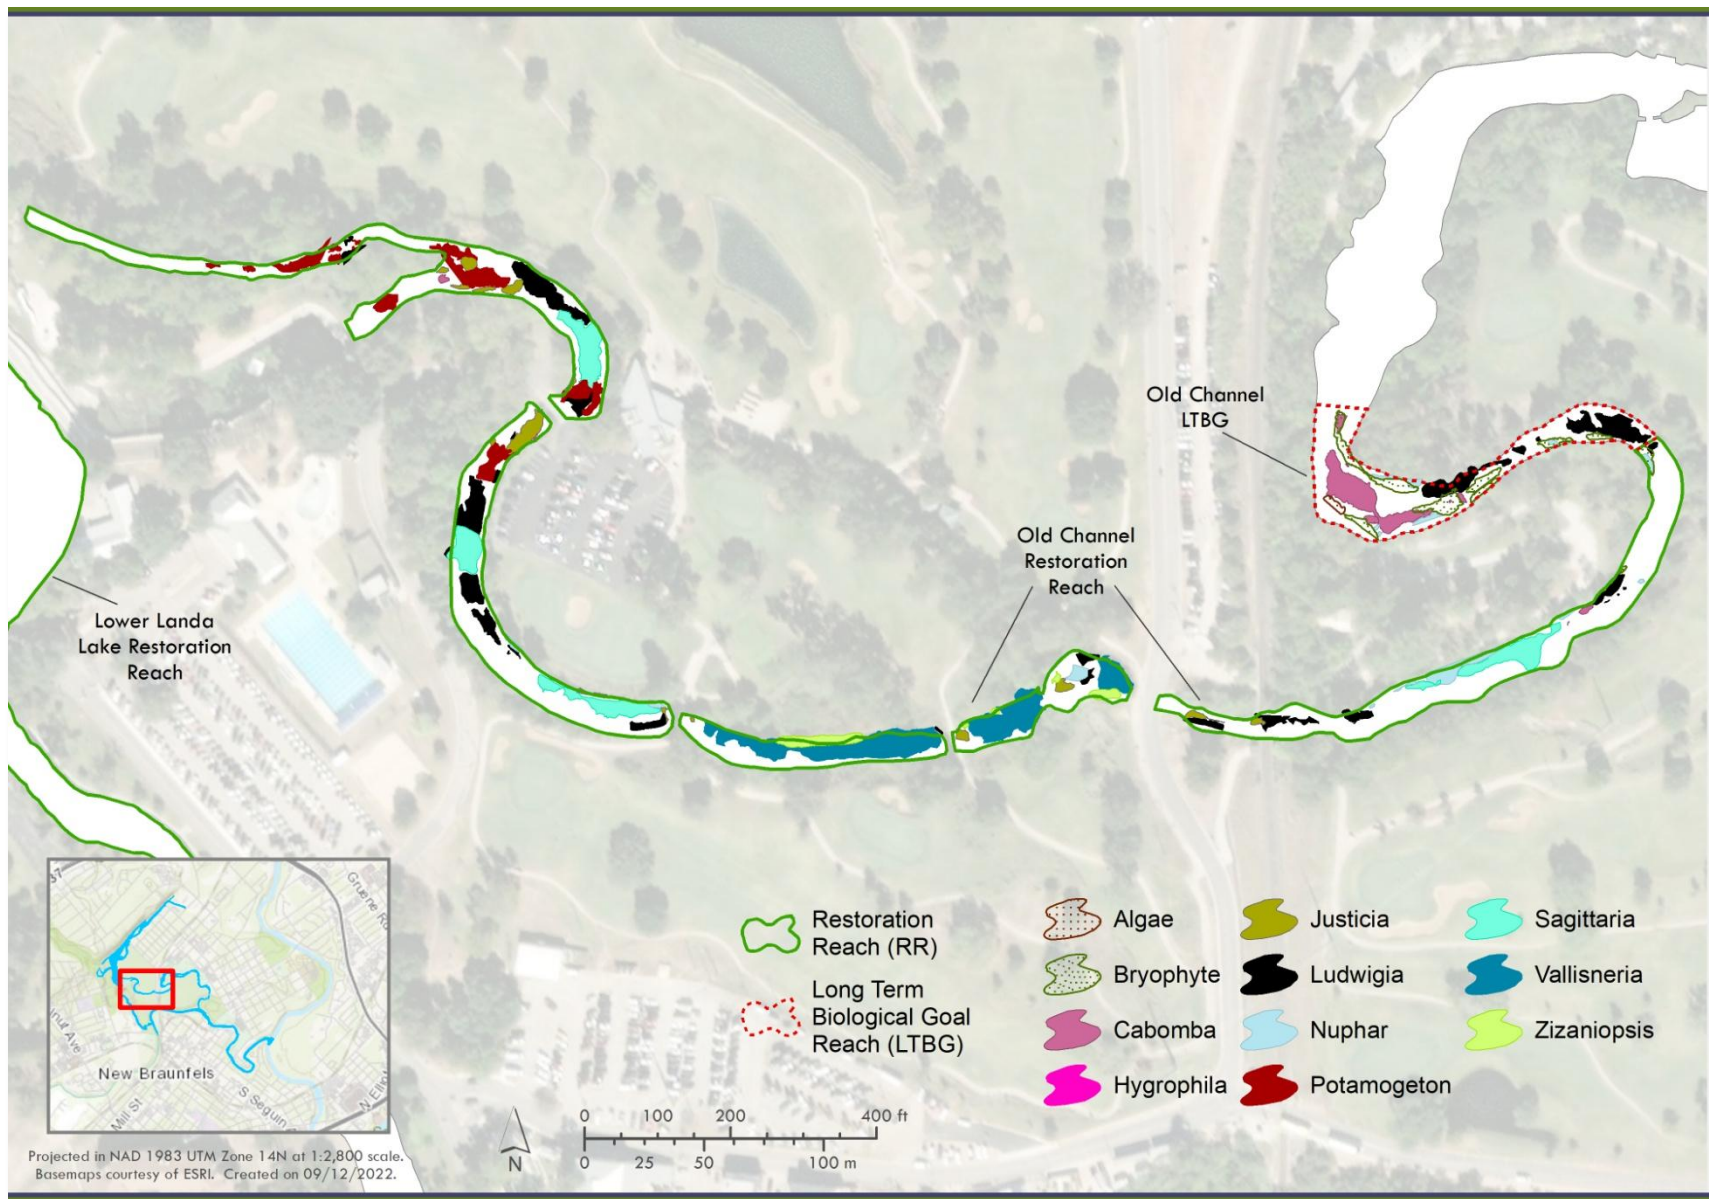 Old Channel
LTBG
Old Channel
Restoration
Reach
Lower Landa
Lake Restoration
Reach
Restoration
Reach (RR)
Long Term
Biological Goal
Reach (LTBG)
Algae
Bryophyte
Cabomba
Hygrophila
Justicia
Ludwigia
Nuphar
Potamogeton
Sagittaria
Vallisneria
Zizaniopsis
Gruene
New Braunfels
Mill St
S Seguin
Ave
0 100 200 400 ft
0 25 50 100 m
N
Projected in NAD 1983 UTM Zone 14N at 1:2,800 scale.
Basemaps courtesy of ESRI. Created on 09/12/2022.